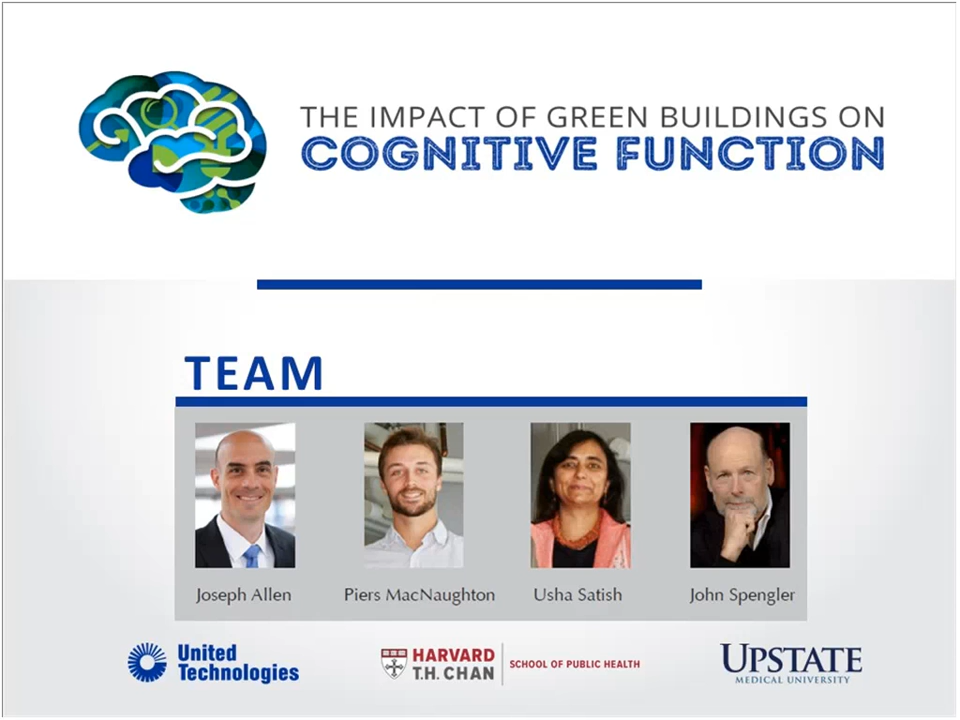 THE IMPACT OF GREEN BUILDINGS ON
COGNITIVE FUNCTION
TEAM
Joseph Allen
Piers MacNaughton
Usha Satish
John Spengler
United
Technologies
HARVARD
T.H. CHAN
SCHOOL OF PUBLIC HEALTH
UPSTATE
MEDICAL UNIVERSITY